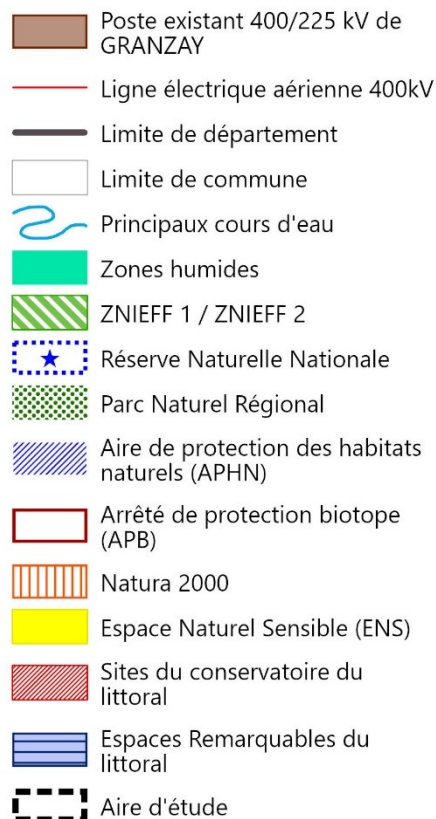 Poste existant 400/225 kV de
GRANZAY
Ligne électrique aérienne 400kV
Limite de département
Limite de commune
Principaux cours d'eau
Zones humides
ZNIEFF 1 / ZNIEFF 2
Réserve Naturelle Nationale
Parc Naturel Régional
Aire de protection des habitats
naturels (APHN)
Arrêté de protection biotope
(APB)
Natura 2000
Espace Naturel Sensible (ENS)
Sites du conservatoire du
littoral
Espaces Remarquables du
littoral
Aire d'étude